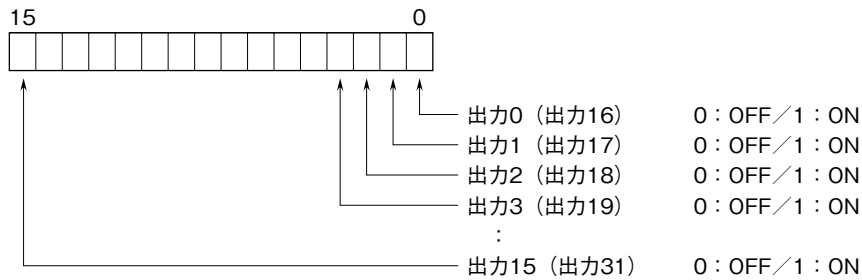 15 0
出力0（出力16） 0：OFF／1：ON
出力1（出力17） 0：OFF／1：ON
出力2（出力18） 0：OFF／1：ON
出力3（出力19） 0：OFF／1：ON
：
出力15（出力31） 0：OFF／1：ON